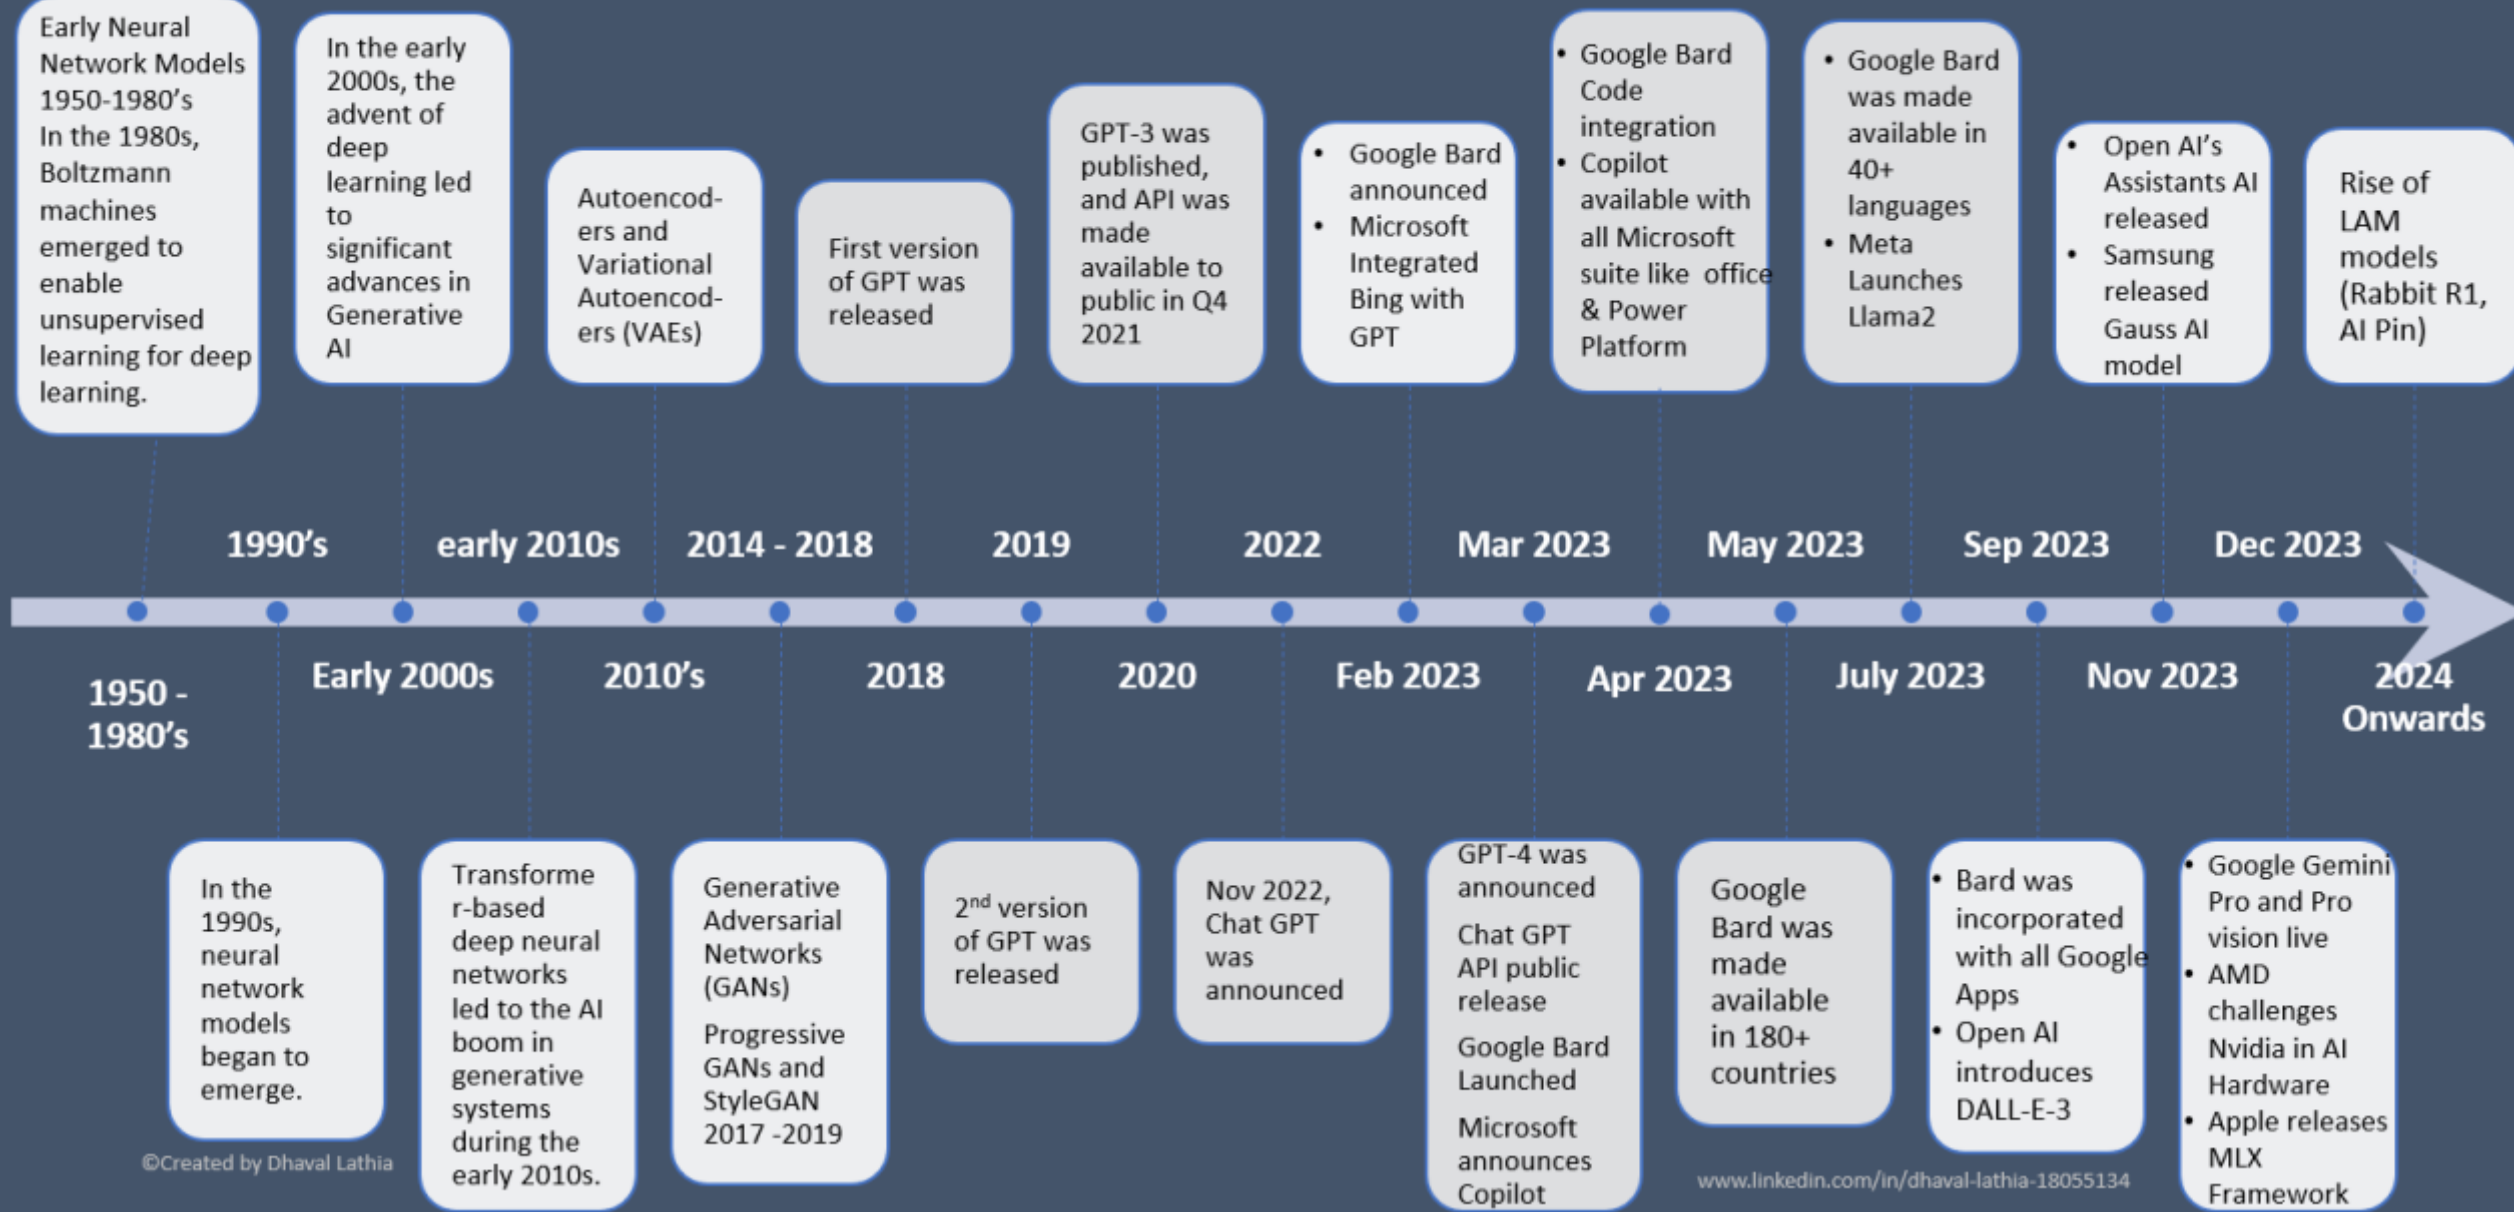 Early Neural
Network Models
1950-1980's
In the 1980s,
Boltzmann
machines
emerged to
enable
unsupervised
learning for deep
learning.
In the early
2000s, the
advent of
deep
learning led
to
significant
advances in
Generative
AI
Autoencod-
ers and
Variational
Autoencod-
ers (VAEs)
First version
of GPT was
released
GPT-3 was
published,
and API was
made
available to
public in Q4
2021
• Google Bard
announced
• Microsoft
Integrated
Bing with
GPT
• Google Bard
Code
integration
• Copilot
available with
all Microsoft
suite like office
& Power
Platform
• Google Bard
was made
available in
40+
languages
• Meta
Launches
Llama2
• Open AI's
Assistants AI
released
• Samsung
released
Gauss AI
model
Rise of
LAM
models
(Rabbit R1,
AI Pin)
1990's
early 2010s
2014 - 2018
2019
2022
Mar 2023
May 2023
Sep 2023
Dec 2023
1950 -
1980's
Early 2000s
2010's
2018
2020
Feb 2023
Apr 2023
July 2023
Nov 2023
2024
Onwards
In the
1990s,
neural
network
models
began to
emerge.
Transforme
r-based
deep neural
networks
led to the AI
boom in
generative
systems
during the
early 2010s.
Generative
Adversarial
Networks
(GANs)
Progressive
GANs and
StyleGAN
2017 -2019
2nd version
of GPT was
released
Nov 2022,
Chat GPT
was
announced
GPT-4 was
announced
Chat GPT
API public
release
Google Bard
Launched
Microsoft
announces
Copilot
Google
Bard was
made
available
in 180+
countries
• Bard was
incorporated
with all Google
Apps
• Open AI
introduces
DALL-E-3
• Google Gemini
Pro and Pro
vision live
• AMD
challenges
Nvidia in AI
Hardware
• Apple releases
MLX
Framework
©Created by Dhaval Lathia
www.linkedin.com/in/dhaval-lathia-18055134